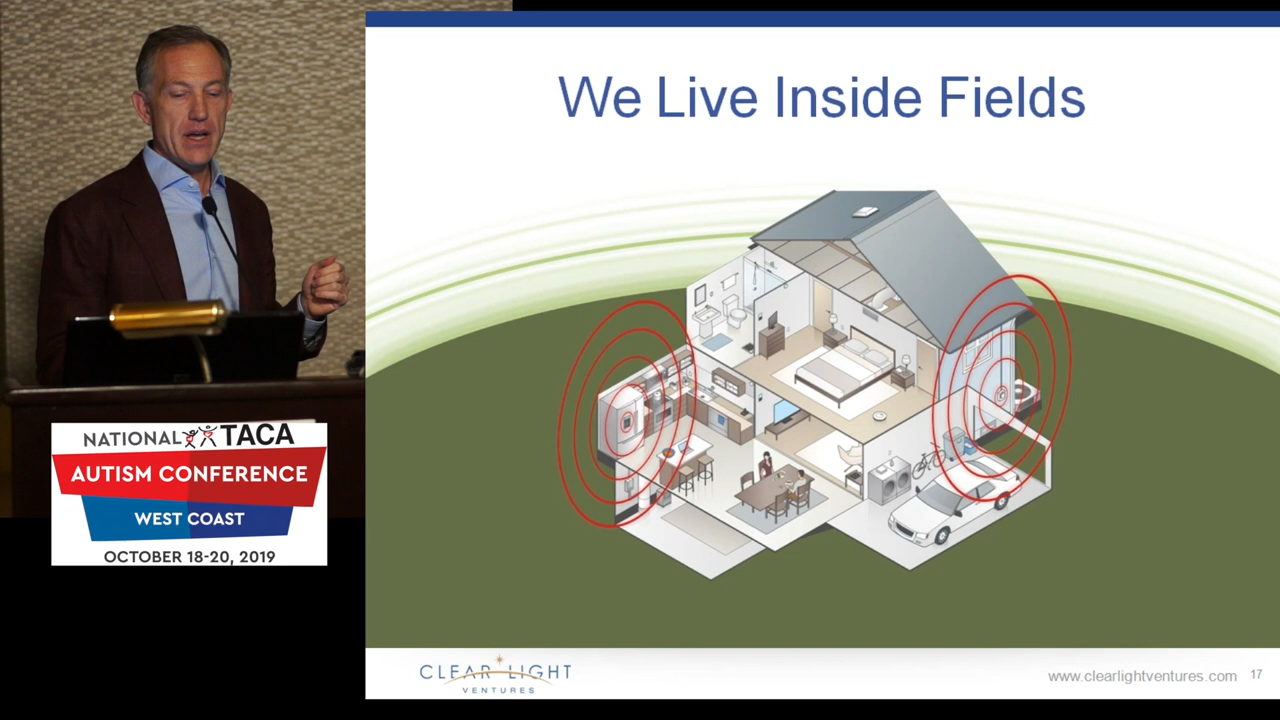 We Live Inside Fields
NATIONAL TACA
AUTISM CONFERENCE
WEST COAST
OCTOBER 18-20, 2019
CLEAR LIGHT
VENTURES
www.clearlightventures.com 17